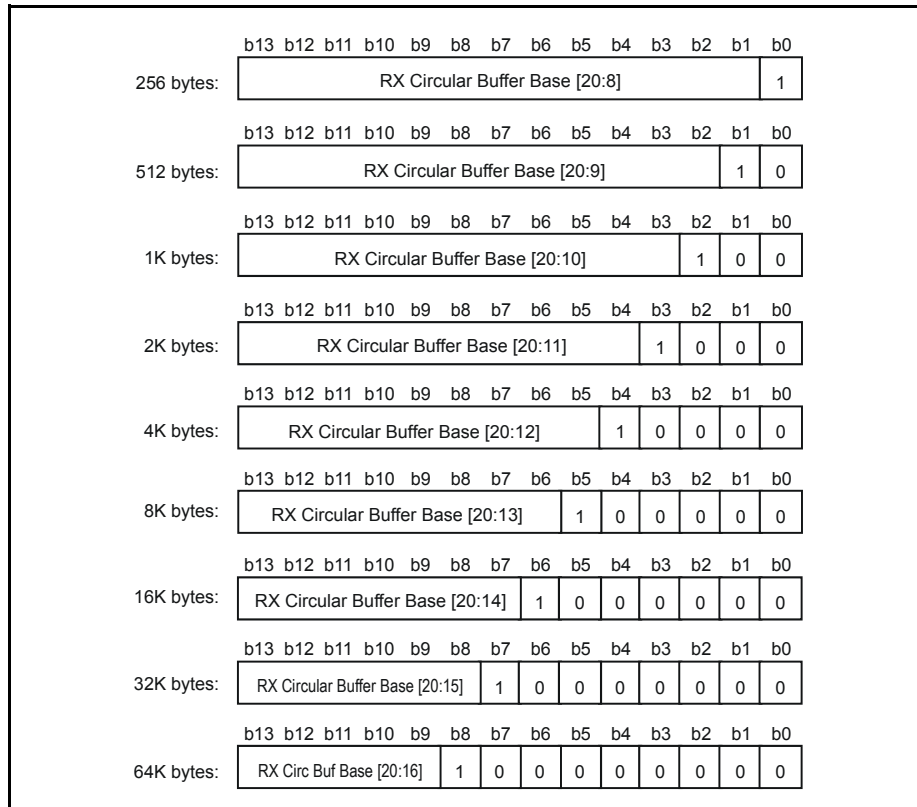 b13 b12 b11 b10 b9 b8 b7 b6 b5 b4 b3 b2 b1 b0
256 bytes: RX Circular Buffer Base [20:8] 1
b13 b12 b11 b10 b9 b8 b7 b6 b5 b4 b3 b2 b1 b0
512 bytes: RX Circular Buffer Base [20:9] 1 0
b13 b12 b11 b10 b9 b8 b7 b6 b5 b4 b3 b2 b1 b0
1K bytes: RX Circular Buffer Base [20:10] 1 0 0
b13 b12 b11 b10 b9 b8 b7 b6 b5 b4 b3 b2 b1 b0
2K bytes: RX Circular Buffer Base [20:11] 1 0 0 0
b13 b12 b11 b10 b9 b8 b7 b6 b5 b4 b3 b2 b1 b0
4K bytes: RX Circular Buffer Base [20:12] 1 0 0 0 0
b13 b12 b11 b10 b9 b8 b7 b6 b5 b4 b3 b2 b1 b0
8K bytes: RX Circular Buffer Base [20:13] 1 0 0 0 0 0
b13 b12 b11 b10 b9 b8 b7 b6 b5 b4 b3 b2 b1 b0
16K bytes: RX Circular Buffer Base [20:14] 1 0 0 0 0 0 0
b13 b12 b11 b10 b9 b8 b7 b6 b5 b4 b3 b2 b1 b0
32K bytes: RX Circular Buffer Base [20:15] 1 0 0 0 0 0 0 0
b13 b12 b11 b10 b9 b8 b7 b6 b5 b4 b3 b2 b1 b0
64K bytes: RX Circ Buf Base [20:16] 1 0 0 0 0 0 0 0 0